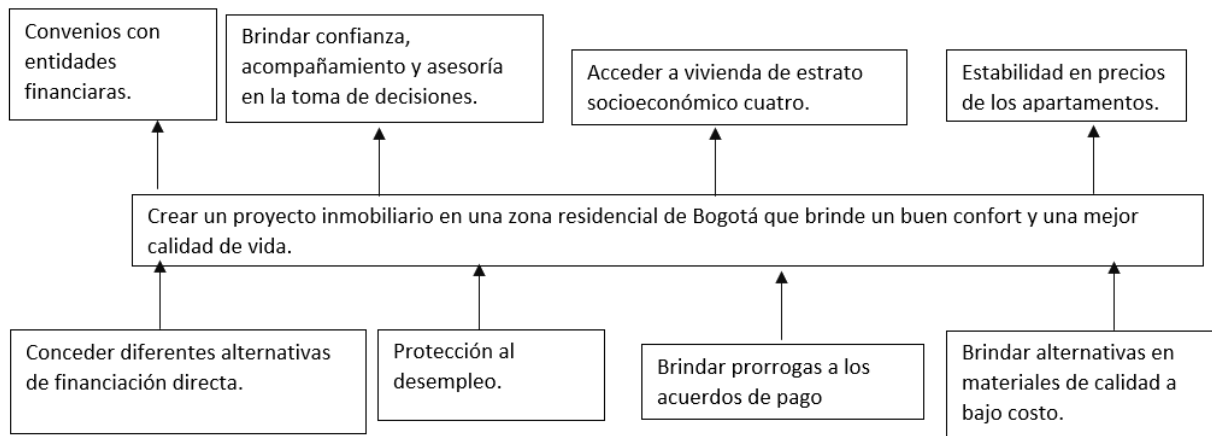 Convenios con
entidades
financiaras.
Brindar confianza,
acompañamiento y asesoría
en la toma de decisiones.
Acceder a vivienda de estrato
socioeconómico cuatro.
Estabilidad en precios
de los apartamentos.
Crear un proyecto inmobiliario en una zona residencial de Bogotá que brinde un buen confort y una mejor
calidad de vida.
Conceder diferentes alternativas
de financiación directa.
Protección al
desempleo.
Brindar prorrogas a los
acuerdos de pago
Brindar alternativas en
materiales de calidad a
bajo costo.